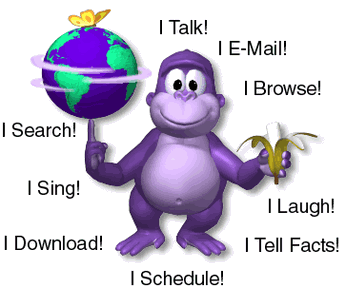 I Talk!
I E-Mail!
I Browse!
I Search!
I Sing!
I Laugh!
I Download!
I Tell Facts!
I Schedule!